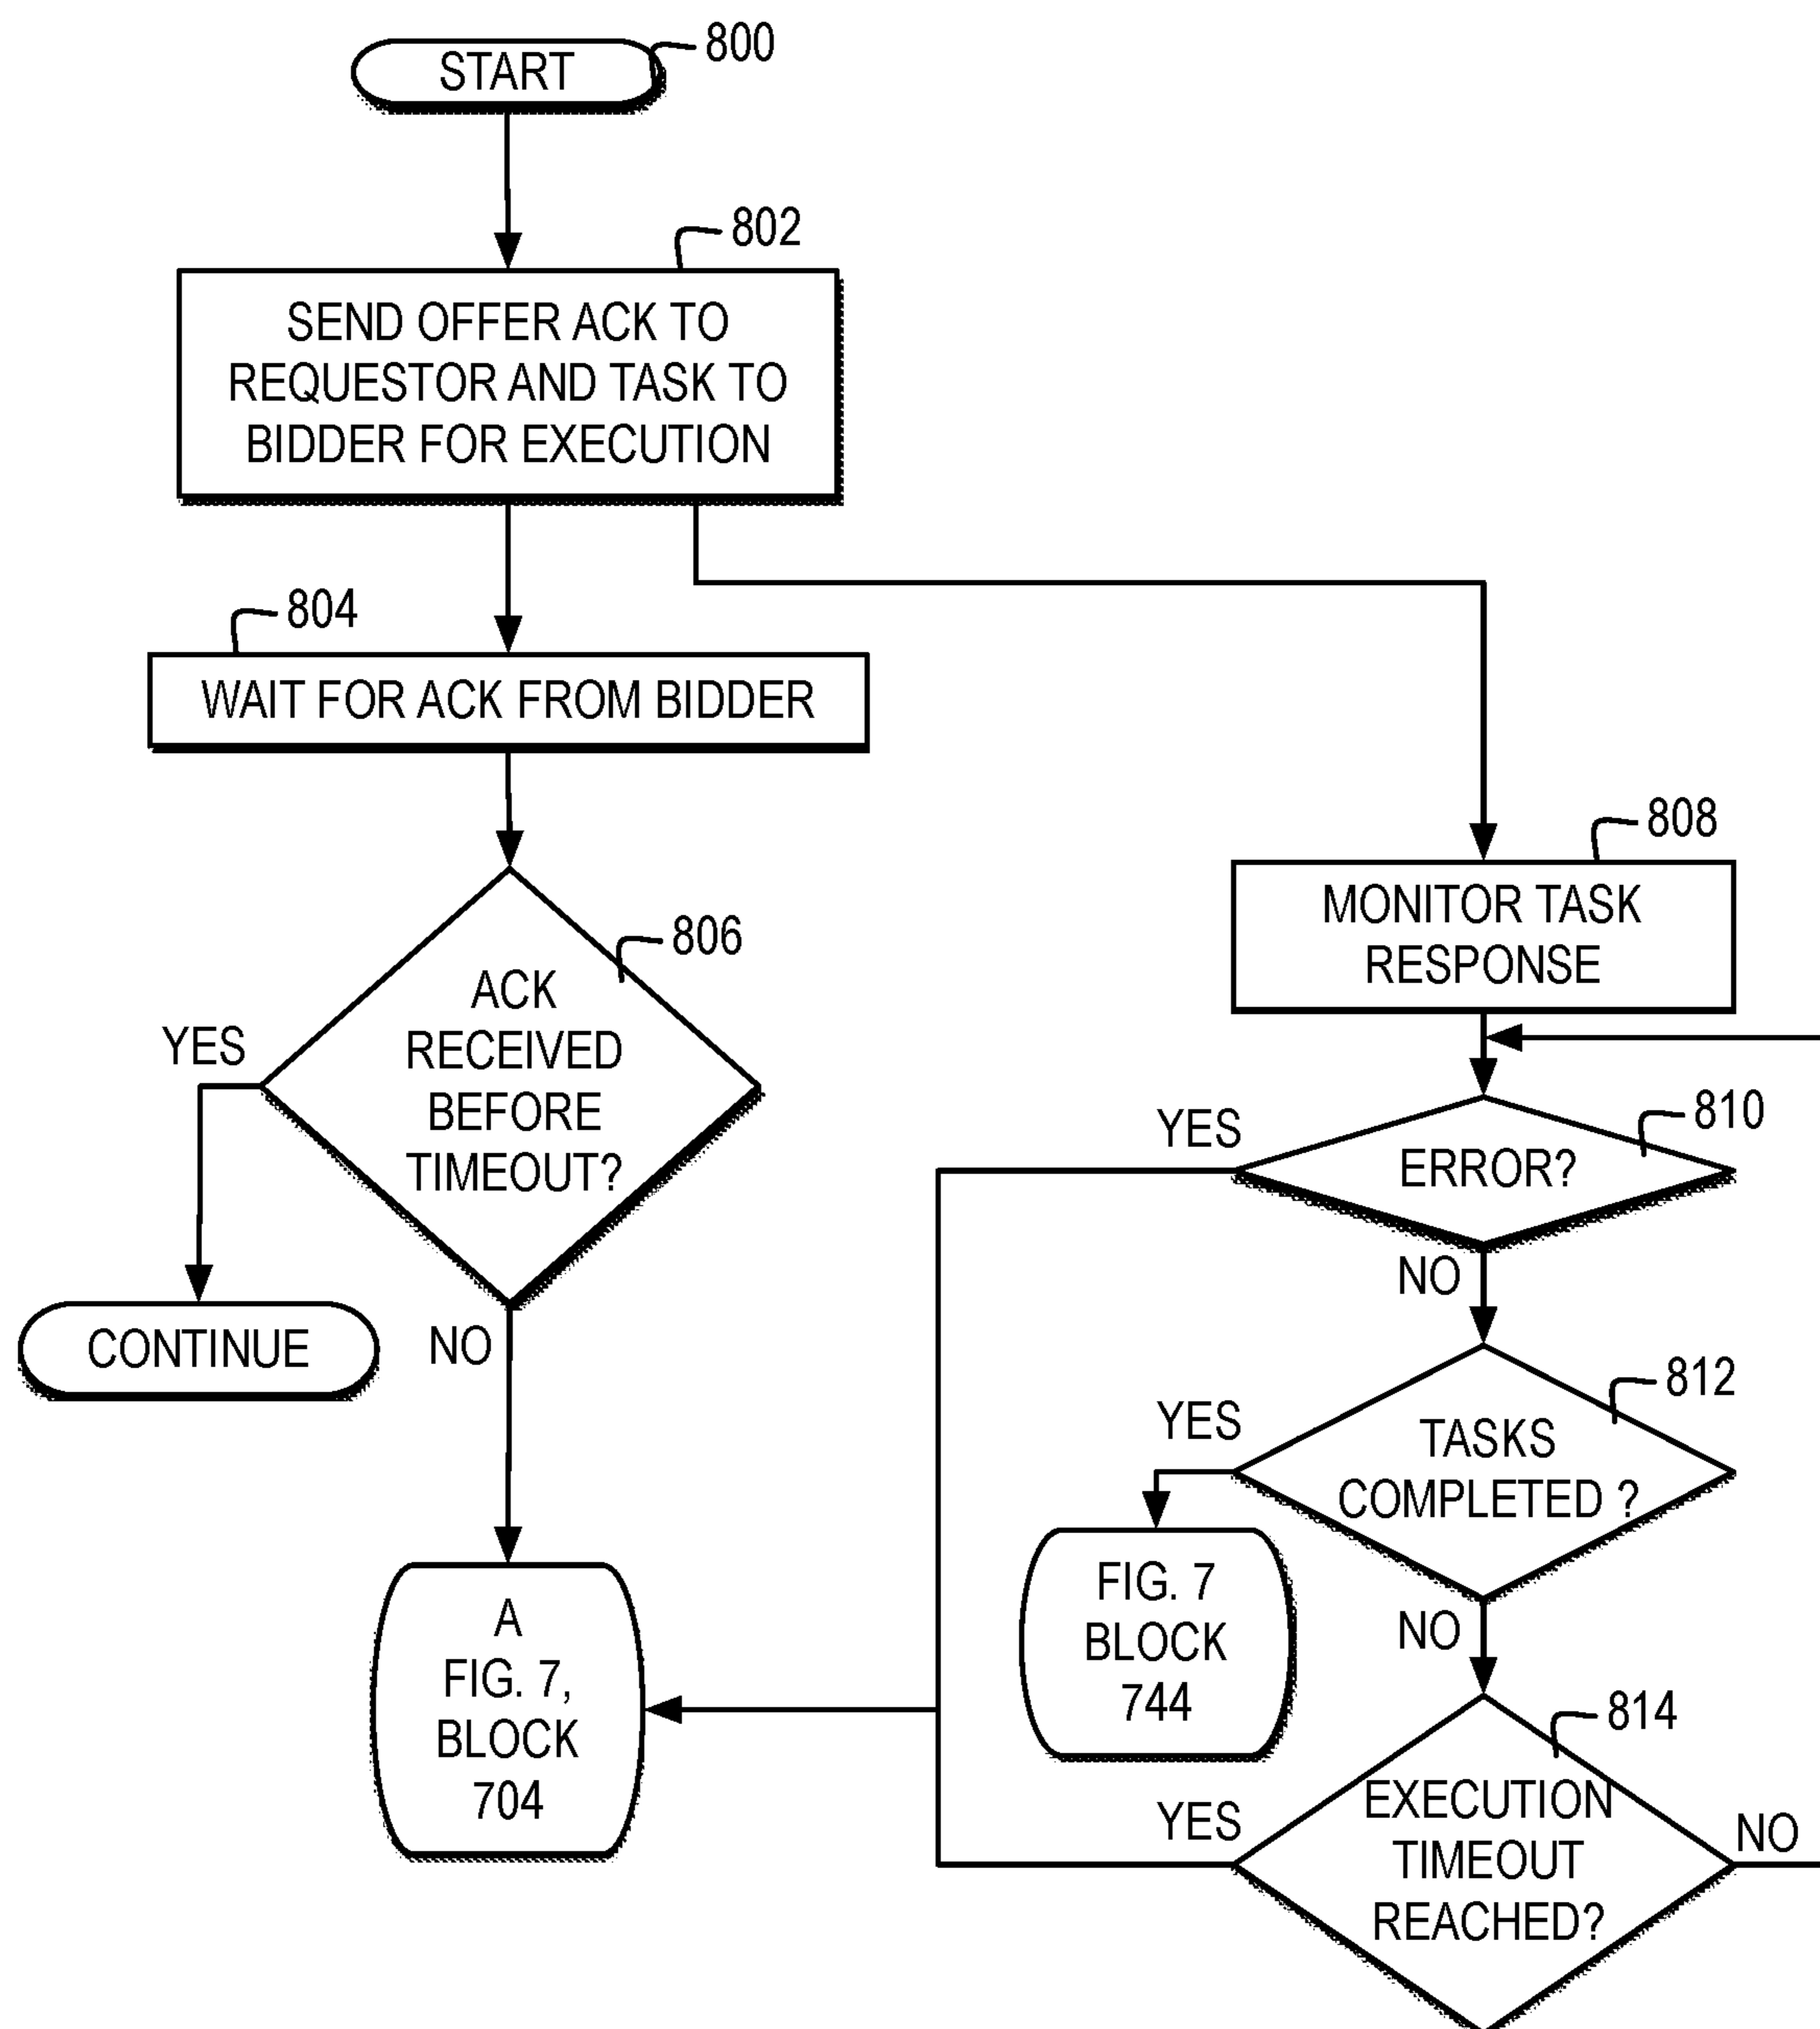 800
START
802
SEND OFFER ACK TO
REQUESTOR AND TASK TO
BIDDER FOR EXECUTION
804
WAIT FOR ACK FROM BIDDER
806
ACK
RECEIVED
BEFORE
TIMEOUT?
YES
CONTINUE
NO
A
FIG. 7,
BLOCK
704
808
MONITOR TASK
RESPONSE
810
YES
ERROR?
NO
812
YES
TASKS
COMPLETED ?
FIG. 7
BLOCK
744
NO
814
YES
EXECUTION
TIMEOUT
REACHED?
NO